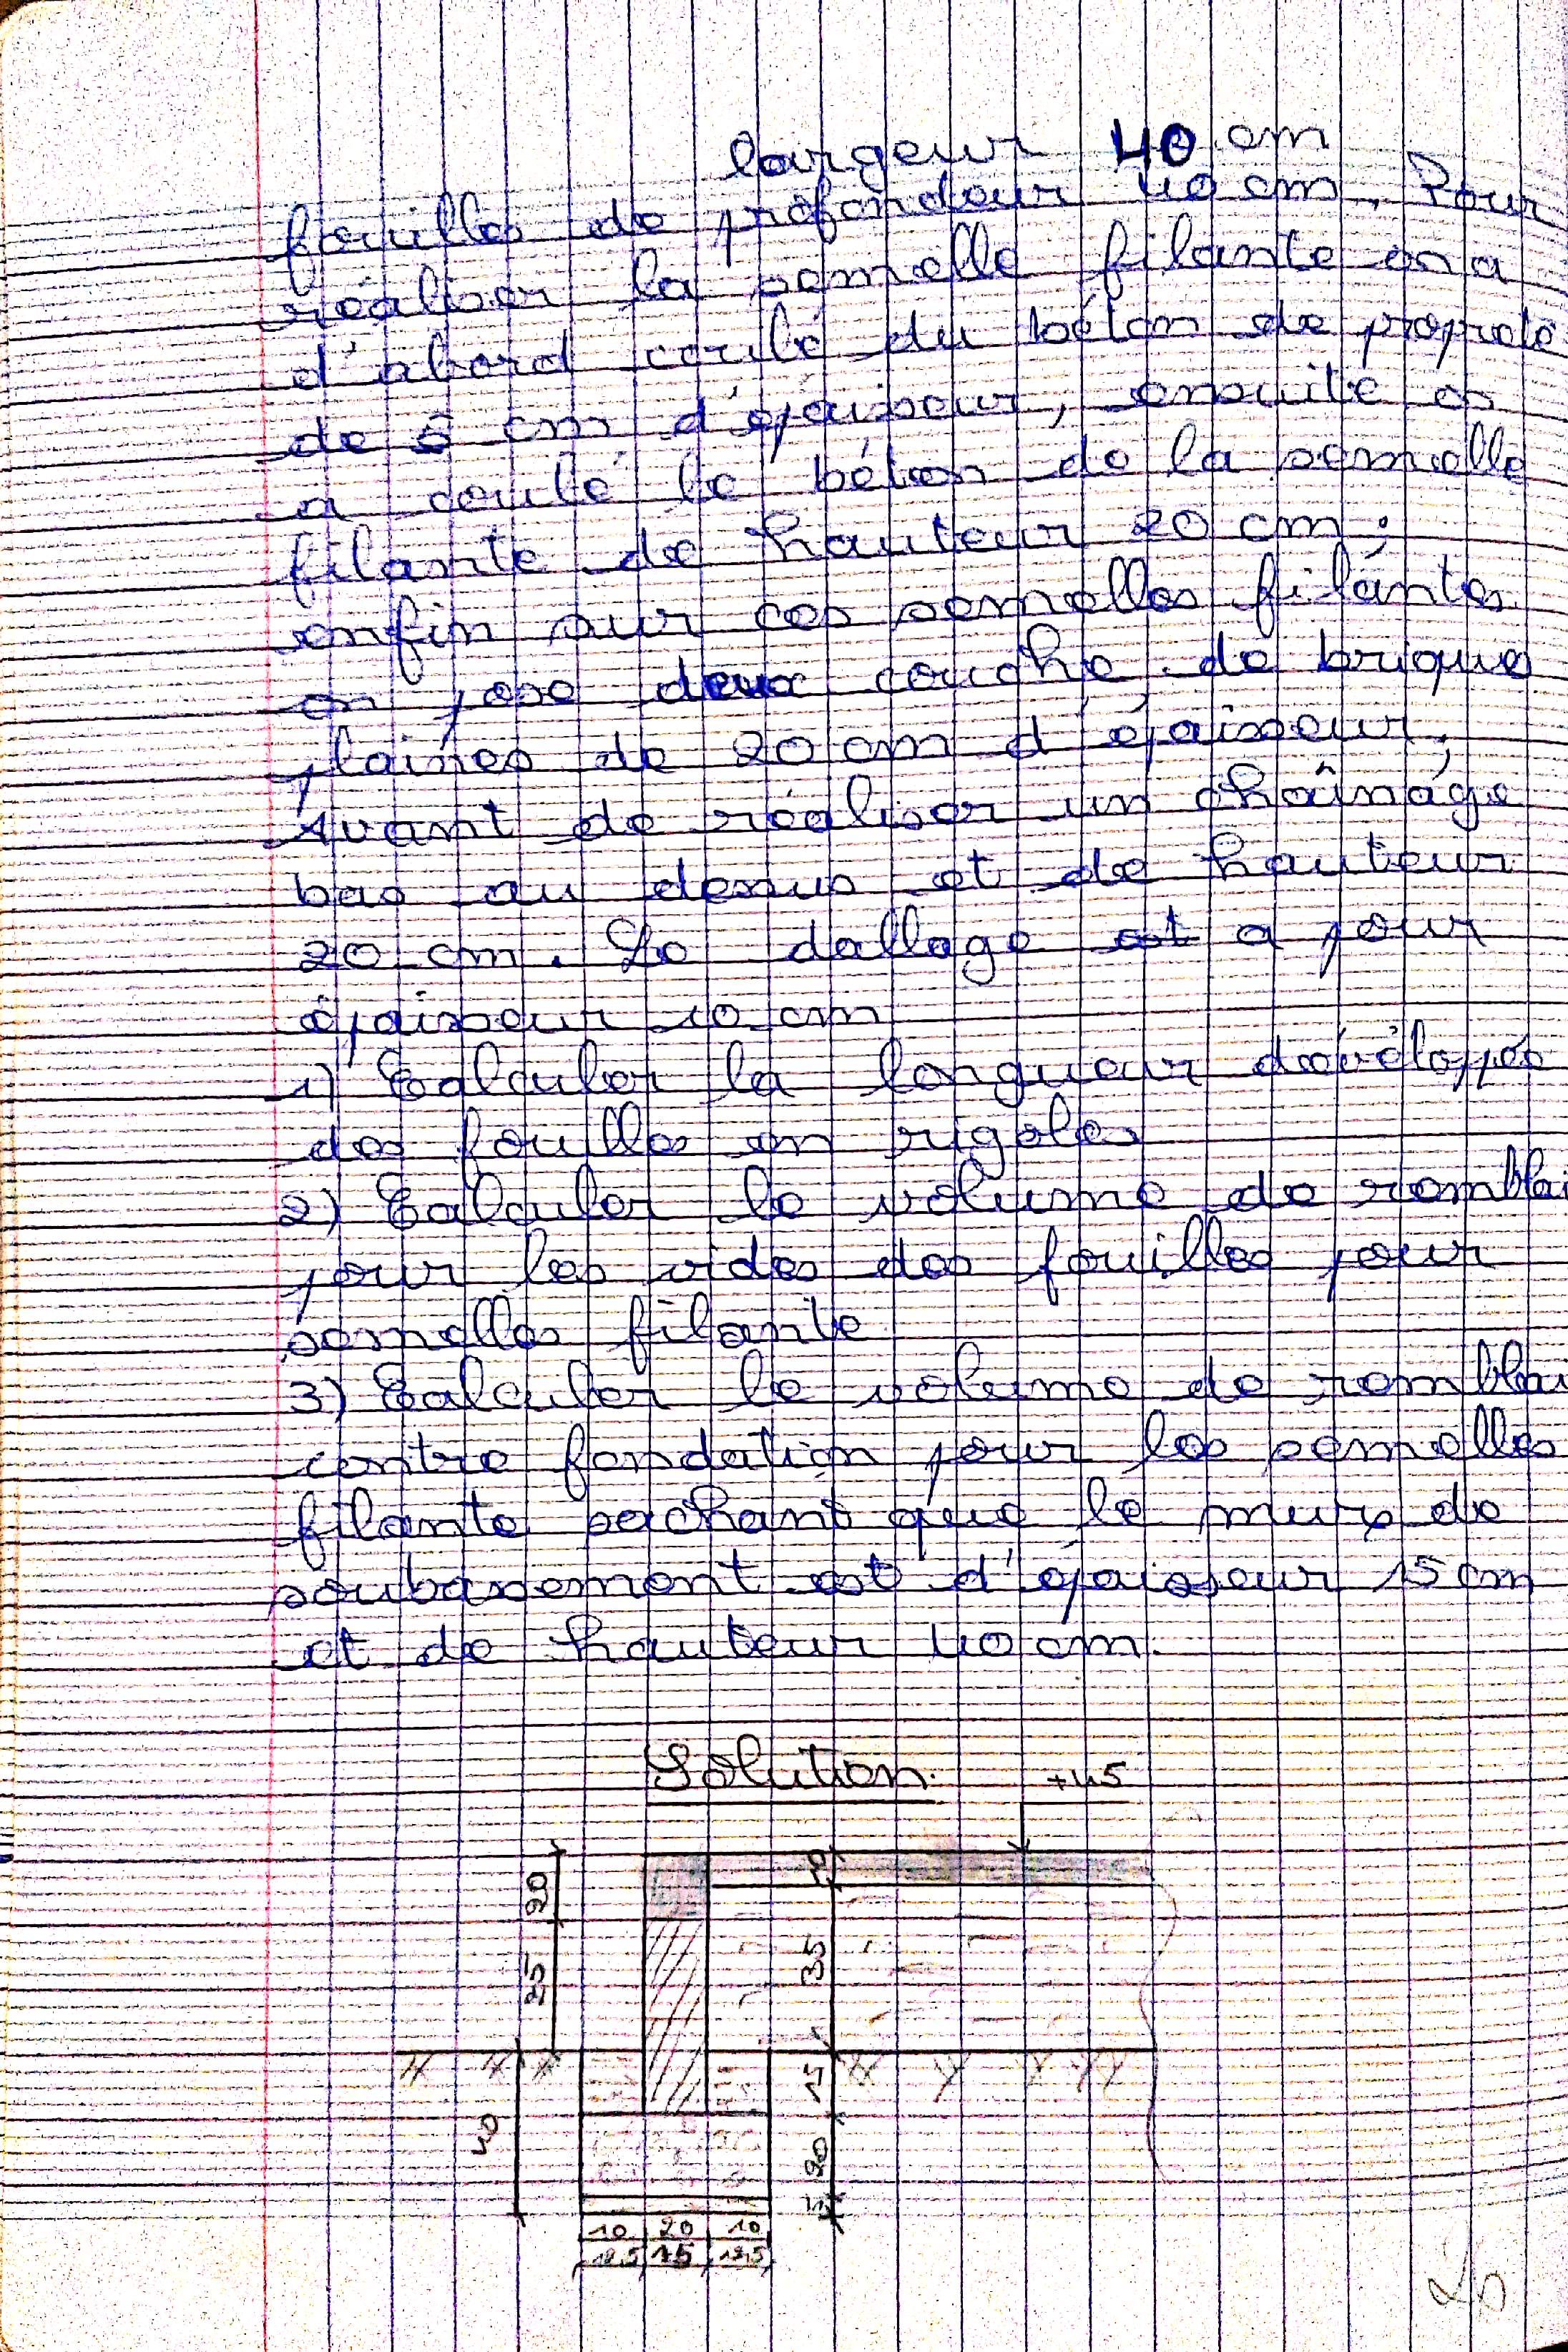 largeur 40 cm
fouilles de profondeur 40 cm. Pour
réaliser la semelle filante on a
d'abord coulé du béton de propreté
de 5 cm d'épaisseur, ensuite on
a coulé le béton de la semelle
filante de hauteur 20 cm;
enfin sur ces semelles filantes
on pose deux couche de briques
pleines de 20 cm d'épaisseur;
Avant de réaliser un chaînage
bas au dessus et de hauteur
20 cm. Le dallage est a pour
épaisseur 10 cm
1) Calculer la longueur développés
des fouilles en rigoles
2) Calculer le volume de remblai
pour les vides des fouilles pour
semelles filante
3) Calculer le volume de remblai
contre fondation pour les semelles
filante sachant que le murs de
soubassement est d'épaisseur 15 cm
et de hauteur 40 cm.
Solution
+45
20
10
25
35
15
40
20
5
10 20 10
12,5 15 12,5